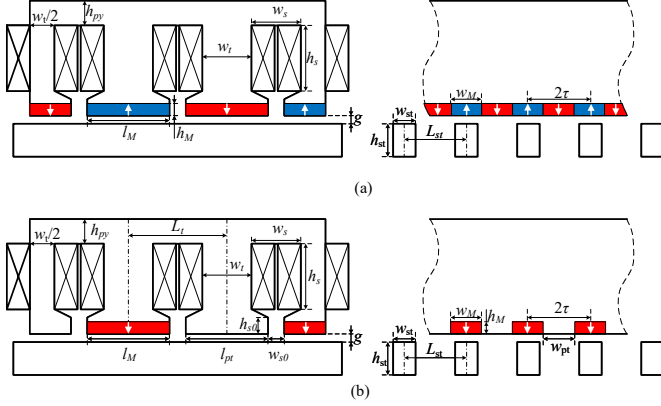 w_t/2
h_py
w_s
w_t
h_s
l_M
h_M
g
w_M
2τ
w_st
h_st
L_st
(a)
w_t/2
h_py
L_t
w_s
w_t
h_s
h_s0
l_M
l_pt
w_s0
g
w_M
h_M
2τ
w_st
h_st
L_st
w_pt
(b)